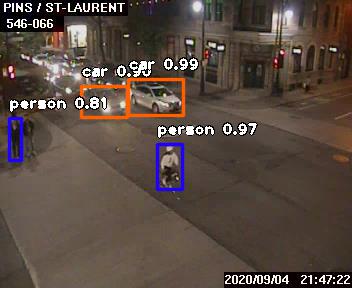 PINS / ST-LAURENT
546-066
car 0.90
car 0.99
person 0.81
person 0.97
2020/09/04 21:47:22